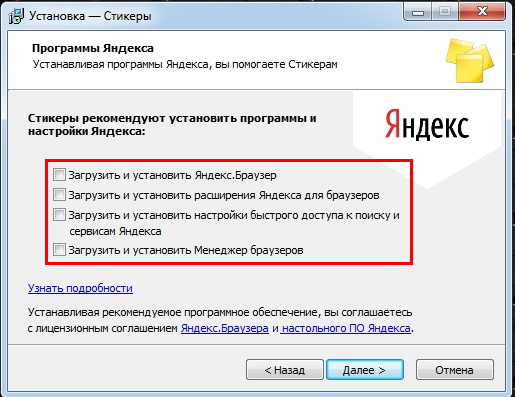 Установка — Стикеры
Программы Яндекса
Устанавливая программы Яндекса, вы помогаете Стикерам
Стикеры рекомендуют установить программы и
настройки Яндекса:
Яндекс
Загрузить и установить Яндекс.Браузер
Загрузить и установить расширения Яндекса для браузеров
Загрузить и установить настройки быстрого доступа к поиску и
сервисам Яндекса
Загрузить и установить Менеджер браузеров
Узнать подробности
Устанавливая рекомендуемое программное обеспечение, вы соглашаетесь
с лицензионным соглашением Яндекс.Браузера и настольного ПО Яндекса.
< Назад
Далее >
Отмена